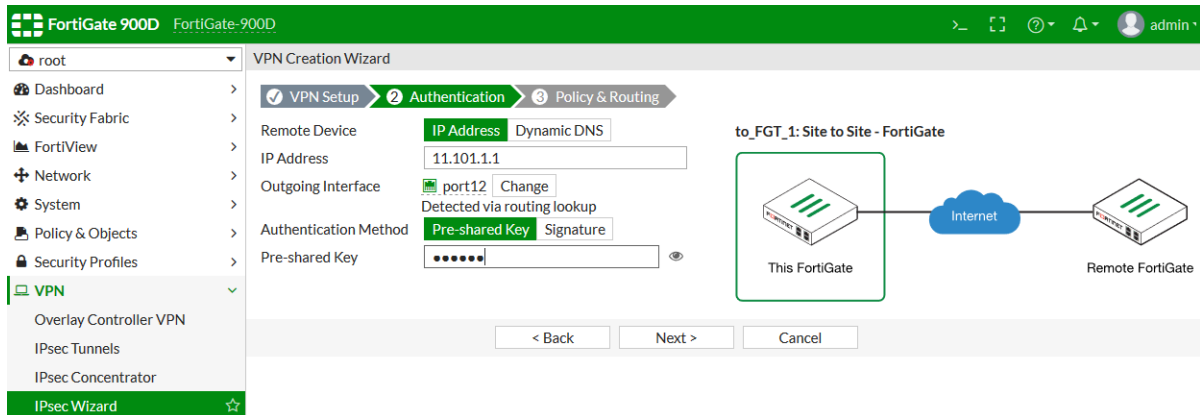 FortiGate 900D FortiGate-900D >_ admin
root
VPN Creation Wizard
Dashboard
Security Fabric
FortiView
Network
System
Policy & Objects
Security Profiles
VPN
Overlay Controller VPN
IPsec Tunnels
IPsec Concentrator
IPsec Wizard
VPN Setup 2 Authentication 3 Policy & Routing
Remote Device IP Address Dynamic DNS
IP Address 11.101.1.1
Outgoing Interface port12 Change
Detected via routing lookup
Authentication Method Pre-shared Key Signature
Pre-shared Key ••••••
to_FGT_1: Site to Site - FortiGate
FORTINET
Internet
FORTINET
This FortiGate
Remote FortiGate
< Back Next > Cancel